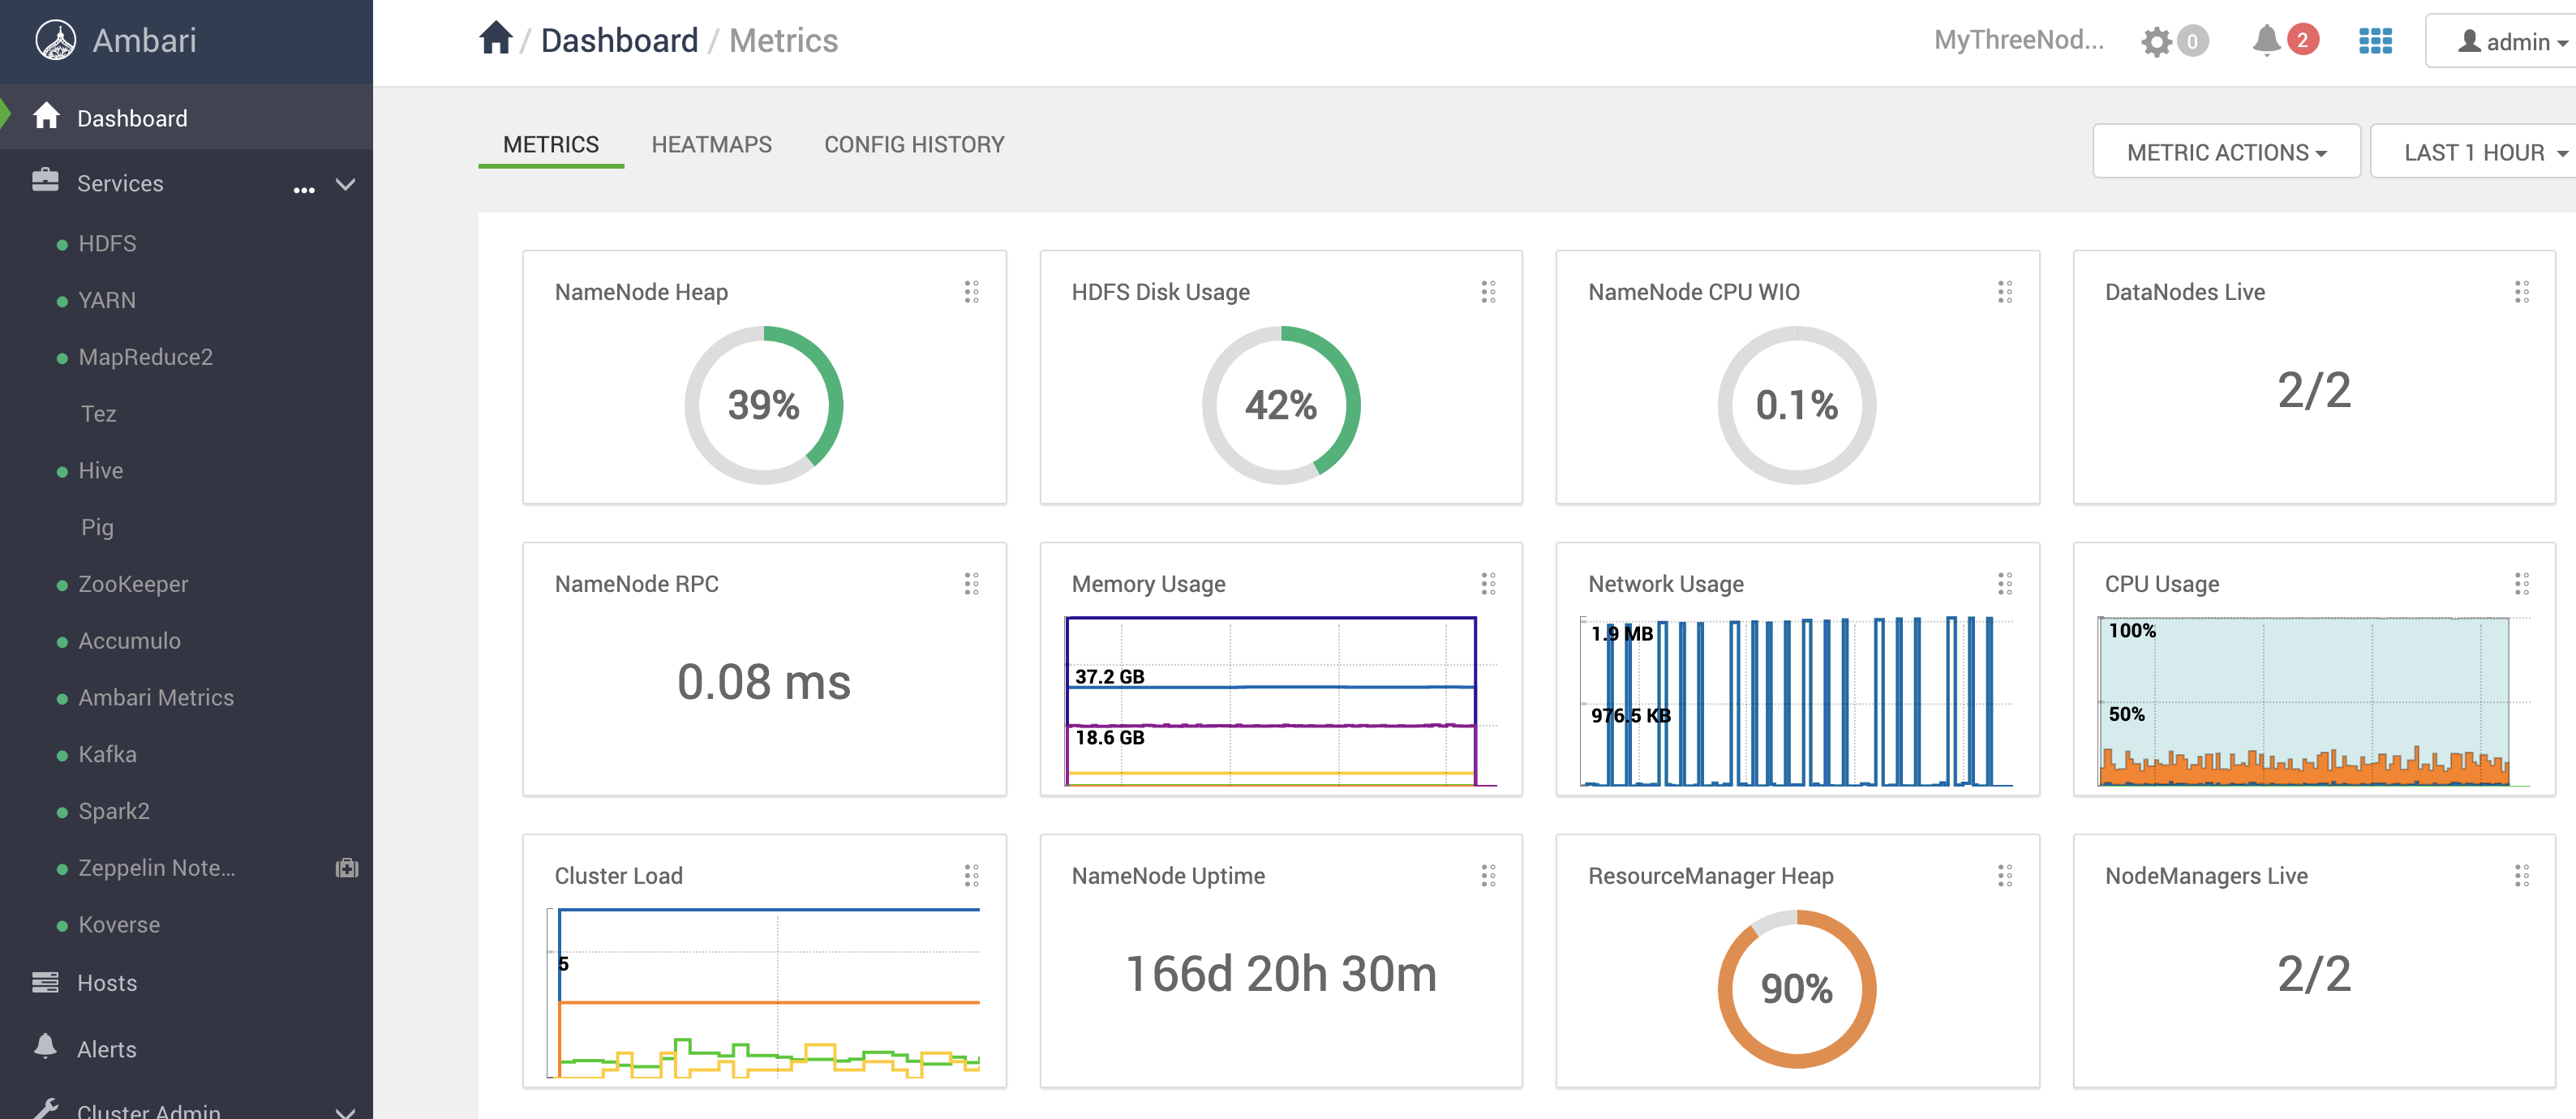 Ambari
Dashboard / Metrics
MyThreeNod...
0
2
admin
Dashboard
Services
...
HDFS
YARN
MapReduce2
Tez
Hive
Pig
ZooKeeper
Accumulo
Ambari Metrics
Kafka
Spark2
Zeppelin Note...
Koverse
Hosts
Alerts
Cluster Admin
METRICS
HEATMAPS
CONFIG HISTORY
METRIC ACTIONS
LAST 1 HOUR
NameNode Heap
39%
HDFS Disk Usage
42%
NameNode CPU WIO
0.1%
DataNodes Live
2/2
NameNode RPC
0.08 ms
Memory Usage
37.2 GB
18.6 GB
Network Usage
1.9 MB
976.5 KB
CPU Usage
100%
50%
Cluster Load
5
NameNode Uptime
166d 20h 30m
ResourceManager Heap
90%
NodeManagers Live
2/2